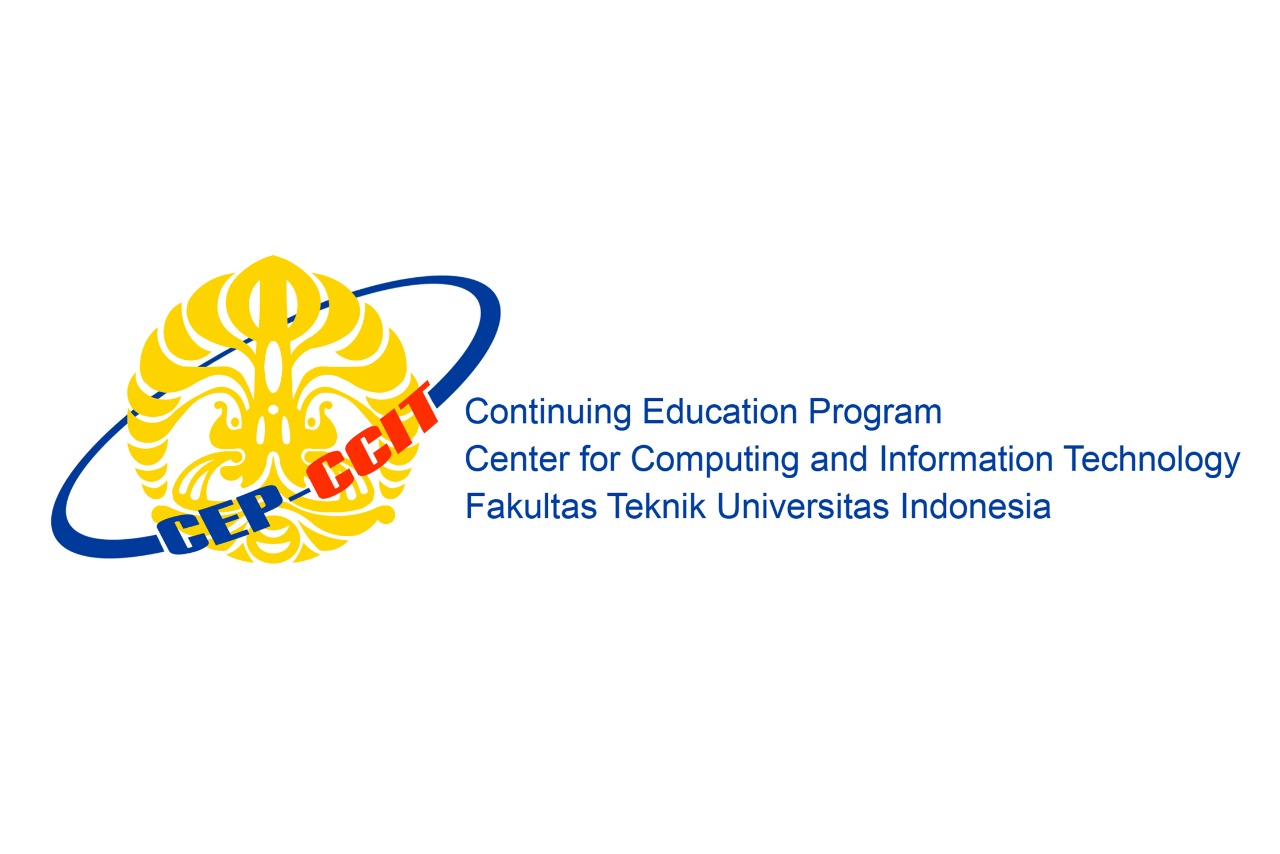 CEP-CCIT
Continuing Education Program
Center for Computing and Information Technology
Fakultas Teknik Universitas Indonesia